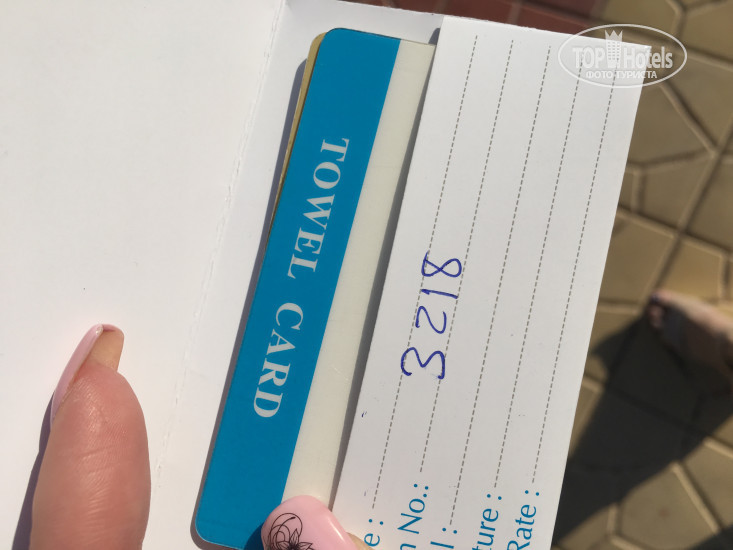 TOP Hotels
ФОТО-ТУРИСТА
TOWEL CARD
e :
No.: 3218
l :
ture :
Rate :